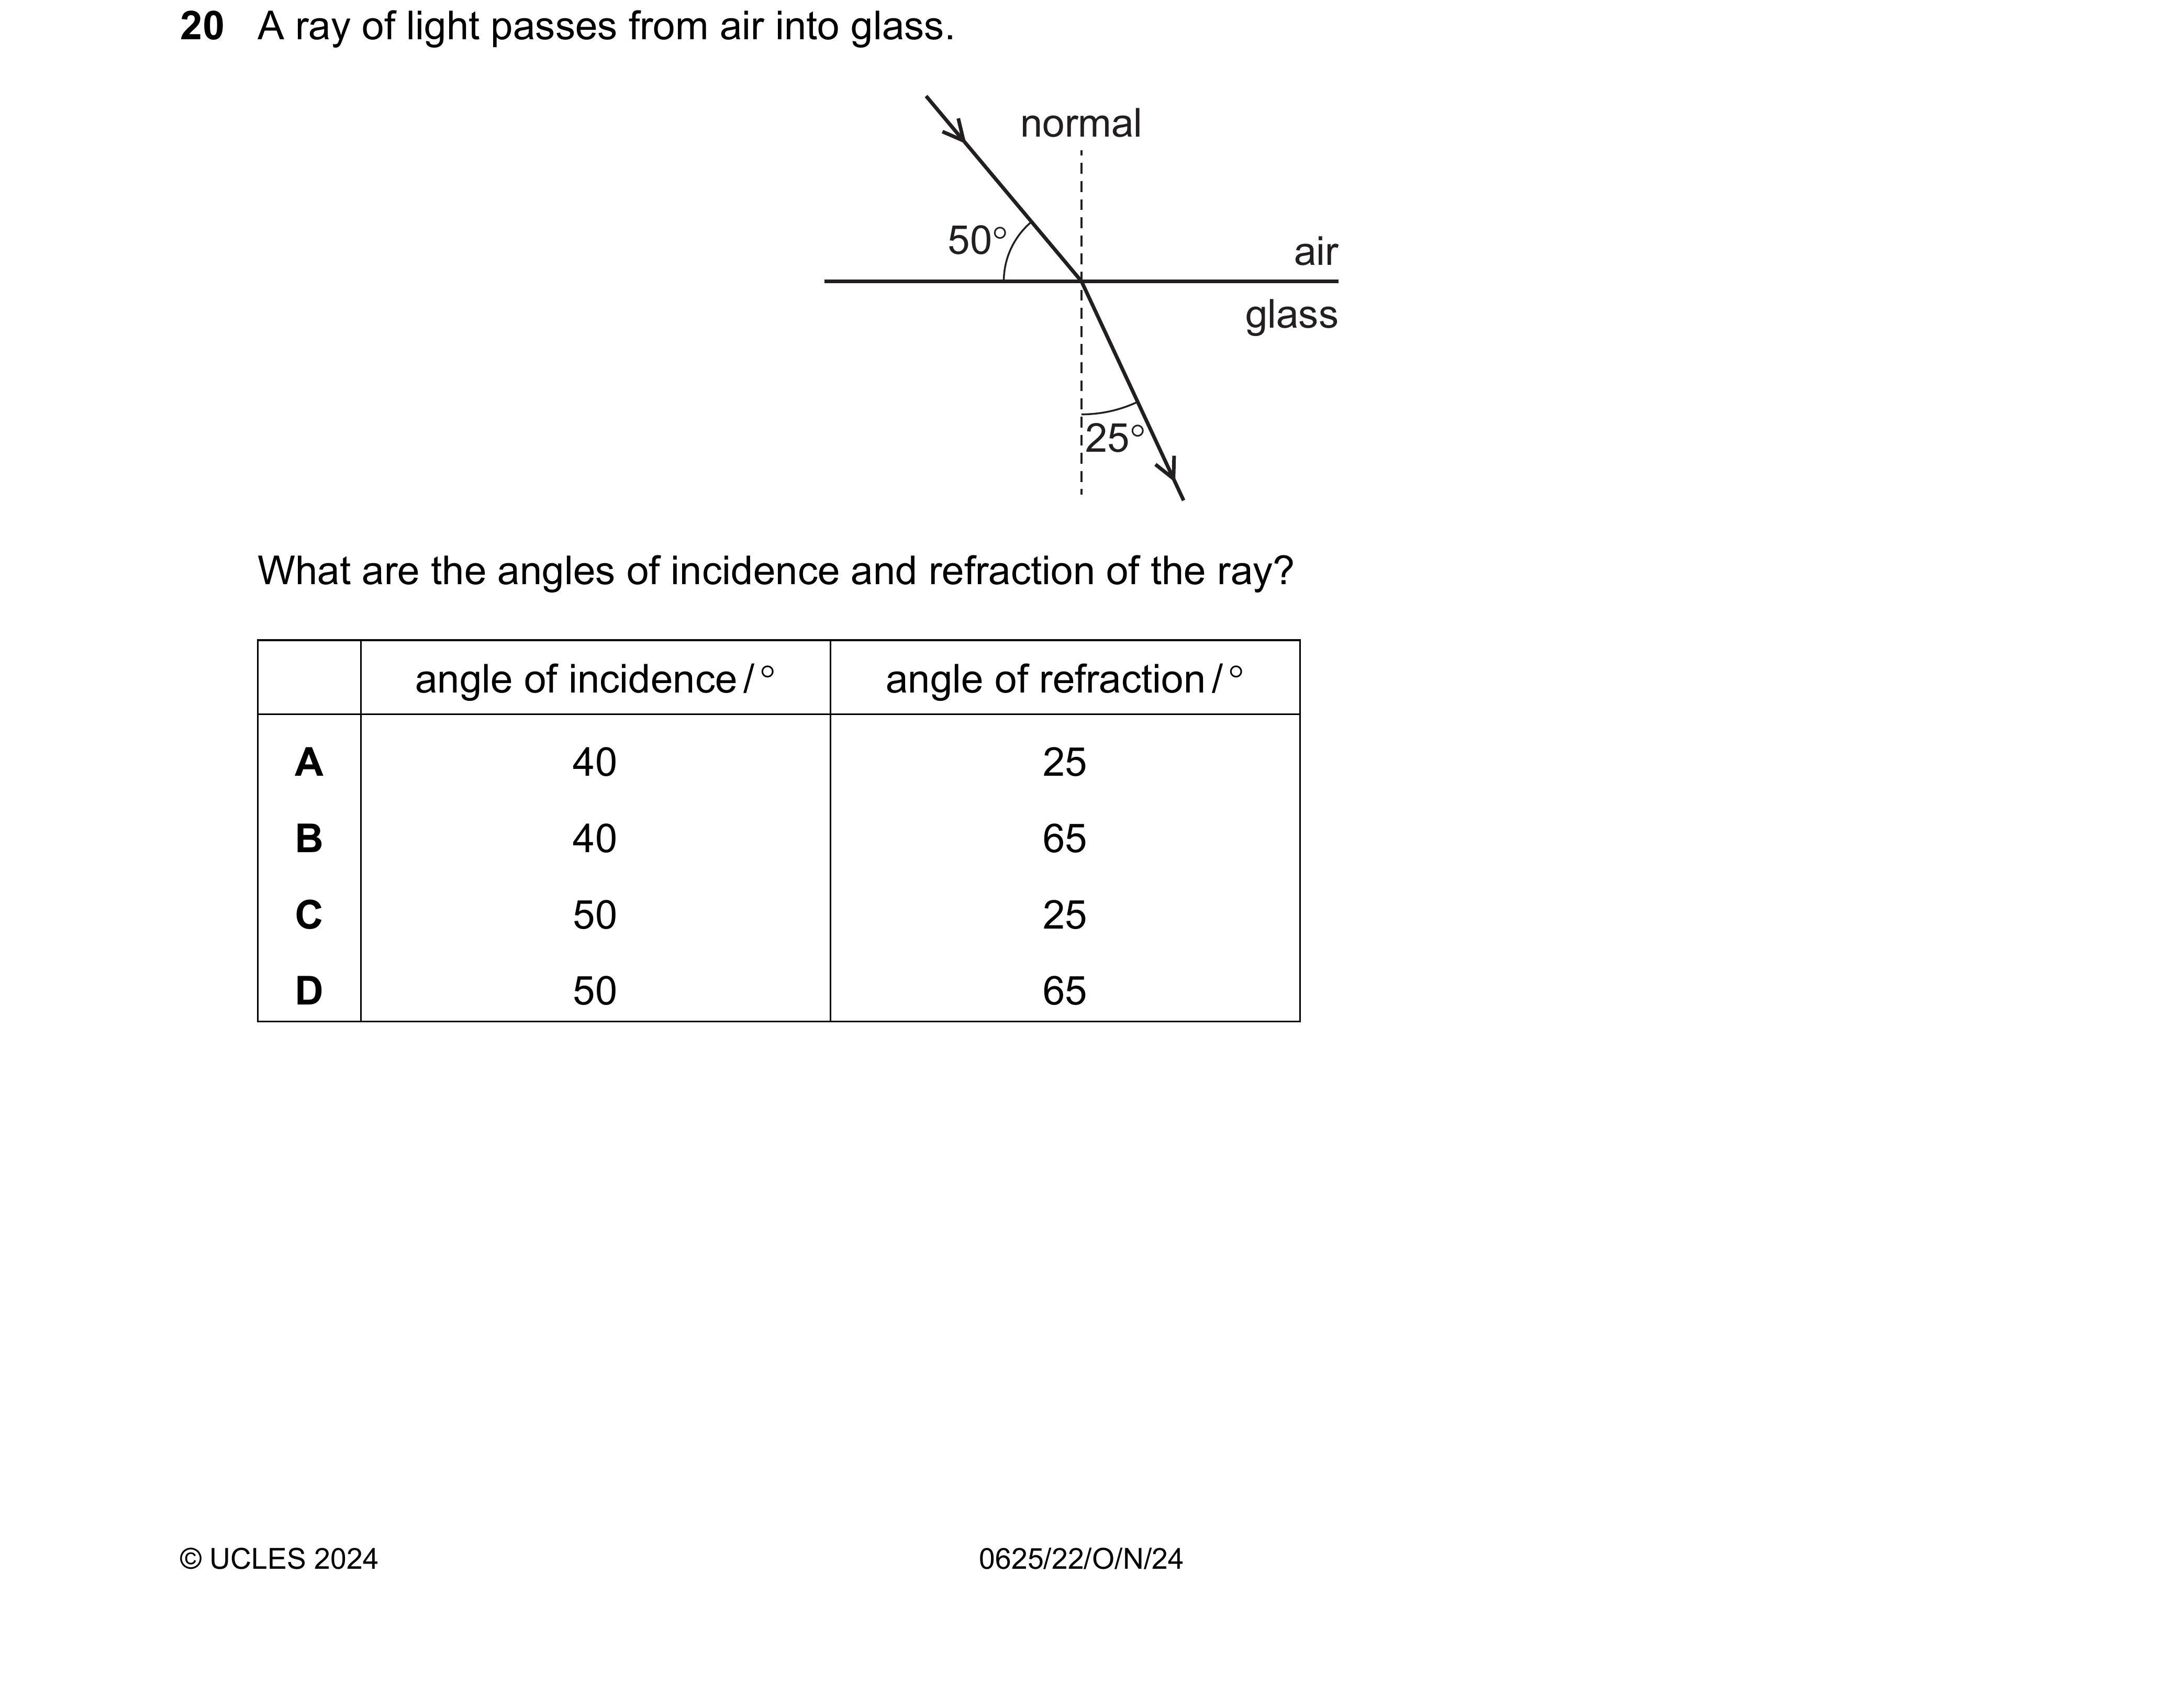 20 A ray of light passes from air into glass.
normal
50°
air
glass
25°
What are the angles of incidence and refraction of the ray?
angle of incidence / ° angle of refraction / °
A 40 25
B 40 65
C 50 25
D 50 65
© UCLES 2024 0625/22/O/N/24